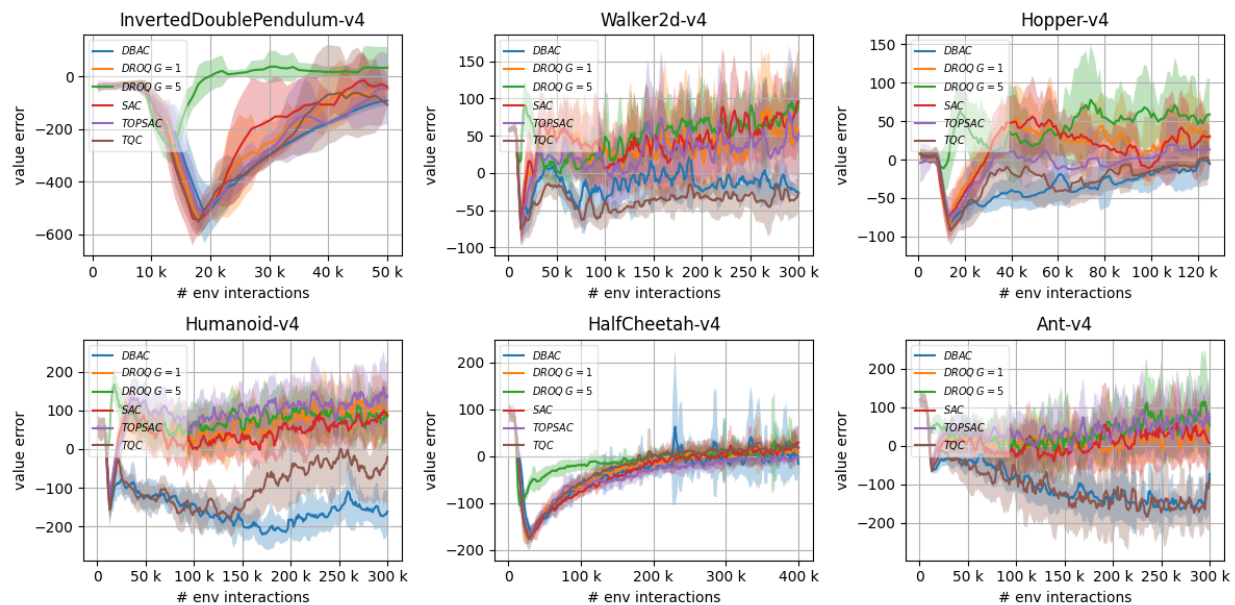 InvertedDoublePendulum-v4
DBAC
DROQ G = 1
DROQ G = 5
SAC
TOPSAC
TQC
value error
0
−200
−400
−600
0
10 k
20 k
30 k
40 k
50 k
# env interactions
Walker2d-v4
DBAC
DROQ G = 1
DROQ G = 5
SAC
TOPSAC
TQC
value error
150
100
50
0
−50
−100
0
50 k
100 k
150 k
200 k
250 k
300 k
# env interactions
Hopper-v4
DBAC
DROQ G = 1
DROQ G = 5
SAC
TOPSAC
TQC
value error
150
100
50
0
−50
−100
0
20 k
40 k
60 k
80 k
100 k
120 k
# env interactions
Humanoid-v4
DBAC
DROQ G = 1
DROQ G = 5
SAC
TOPSAC
TQC
value error
200
100
0
−100
−200
0
50 k
100 k
150 k
200 k
250 k
300 k
# env interactions
HalfCheetah-v4
DBAC
DROQ G = 1
DROQ G = 5
SAC
TOPSAC
TQC
value error
200
100
0
−100
−200
0
100 k
200 k
300 k
400 k
# env interactions
Ant-v4
DBAC
DROQ G = 1
DROQ G = 5
SAC
TOPSAC
TQC
value error
200
100
0
−100
−200
0
50 k
100 k
150 k
200 k
250 k
300 k
# env interactions